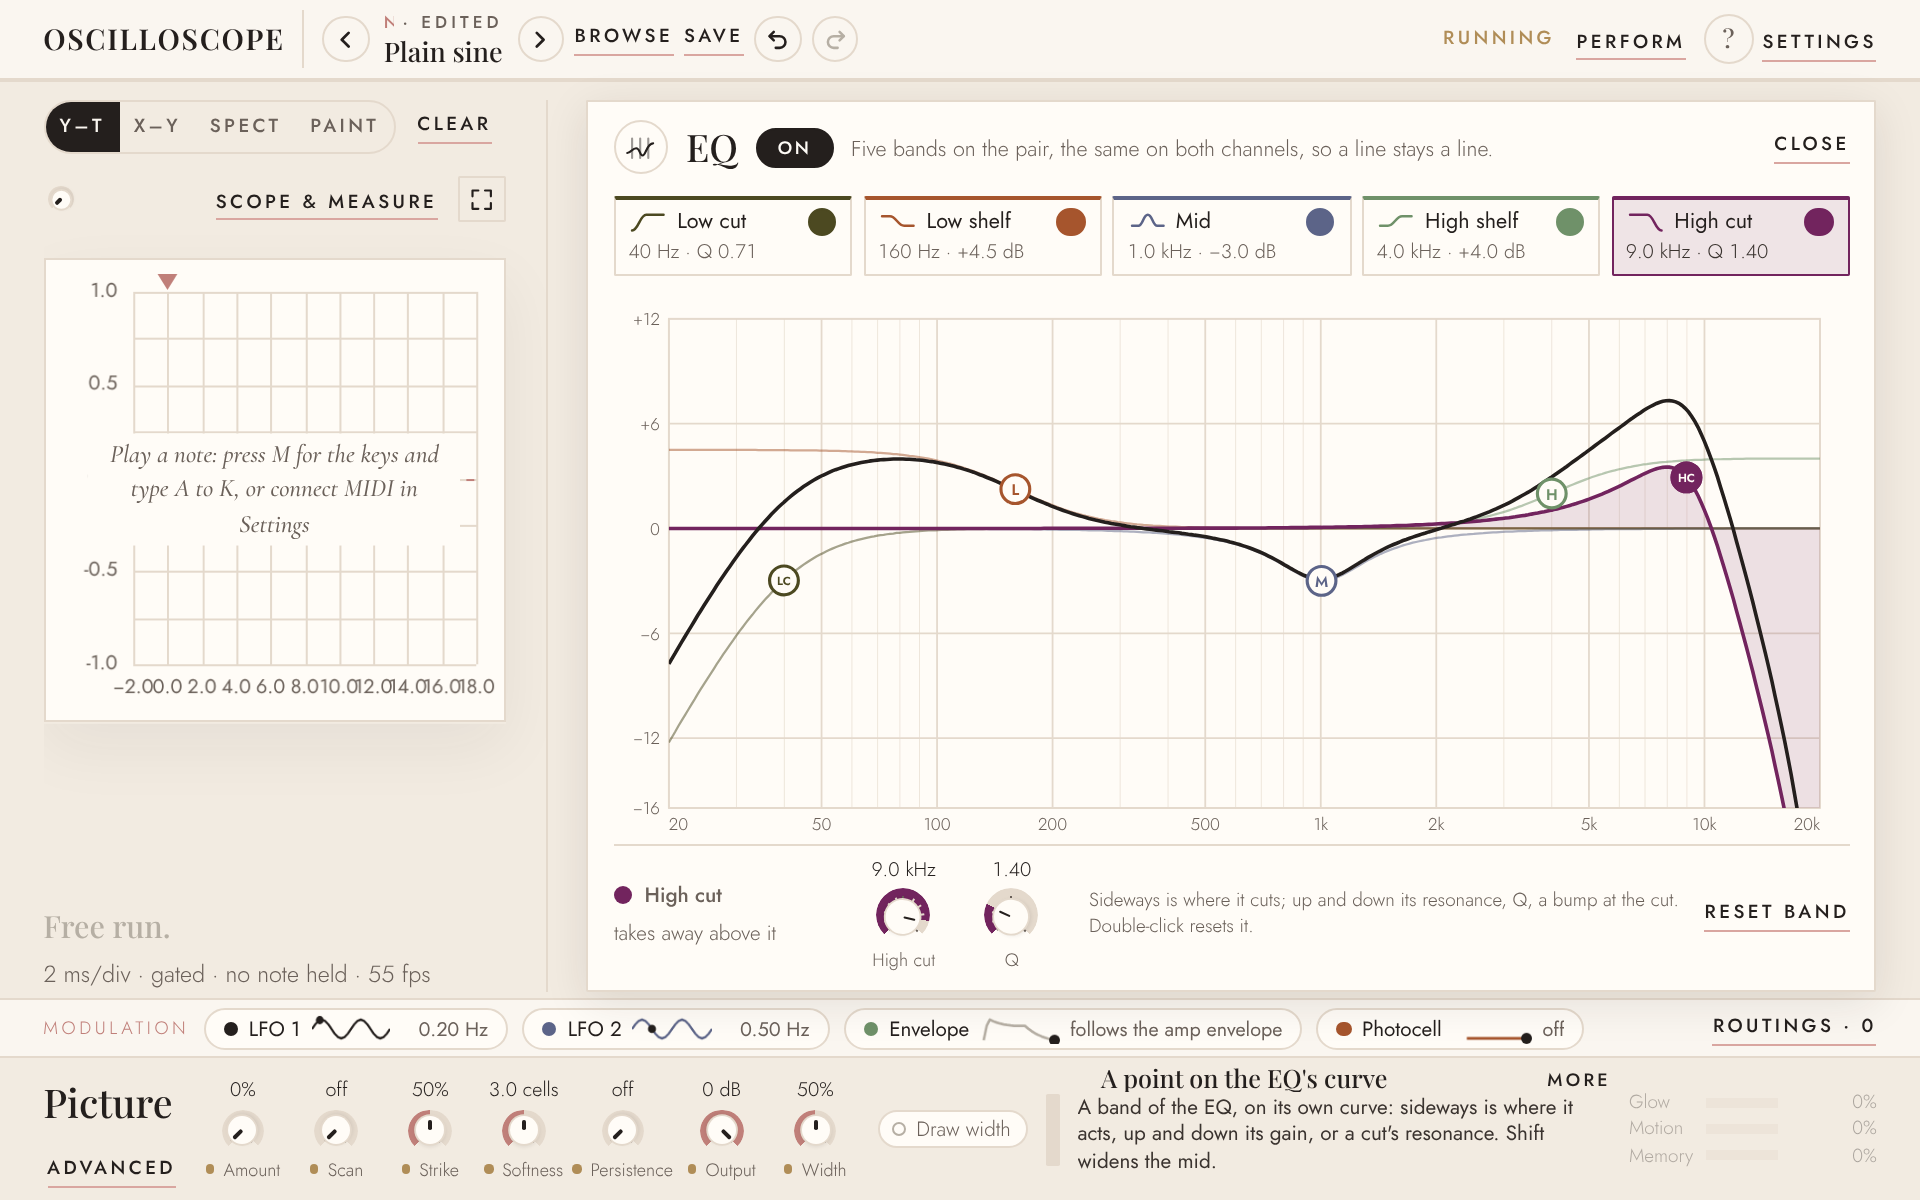 OSCILLOSCOPE
N · EDITED
Plain sine
BROWSE
SAVE
RUNNING
PERFORM
?
SETTINGS
Y–T
X–Y
SPECT
PAINT
CLEAR
SCOPE & MEASURE
1.0
0.5
Play a note: press M for the keys and
type A to K, or connect MIDI in
Settings
-0.5
-1.0
−2.0 0.0 2.0 4.0 6.0 8.0 10.0 12.0 14.0 16.0 18.0
Free run.
2 ms/div · gated · no note held · 55 fps
EQ
ON
Five bands on the pair, the same on both channels, so a line stays a line.
CLOSE
Low cut
40 Hz · Q 0.71
Low shelf
160 Hz · +4.5 dB
Mid
1.0 kHz · −3.0 dB
High shelf
4.0 kHz · +4.0 dB
High cut
9.0 kHz · Q 1.40
+12
+6
0
−6
−12
−16
LC
L
M
H
HC
20 50 100 200 500 1k 2k 5k 10k 20k
High cut
takes away above it
9.0 kHz
High cut
1.40
Q
Sideways is where it cuts; up and down its resonance, Q, a bump at the cut.
Double-click resets it.
RESET BAND
MODULATION
LFO 1
0.20 Hz
LFO 2
0.50 Hz
Envelope
follows the amp envelope
Photocell
off
ROUTINGS · 0
Picture
ADVANCED
0%
Amount
off
Scan
50%
Strike
3.0 cells
Softness
off
Persistence
0 dB
Output
50%
Width
Draw width
A point on the EQ's curve
MORE
A band of the EQ, on its own curve: sideways is where it
acts, up and down its gain, or a cut's resonance. Shift
widens the mid.
Glow 0%
Motion 0%
Memory 0%